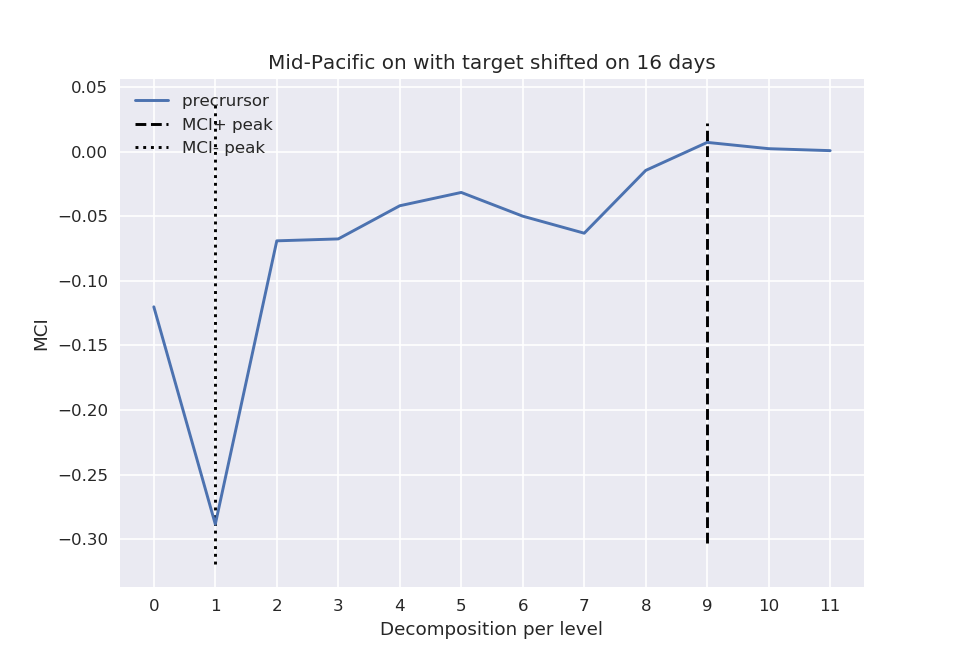 Mid-Pacific on with target shifted on 16 days
0.05
0.00
−0.05
−0.10
−0.15
−0.20
−0.25
−0.30
MCI
precrursor
MCI+ peak
MCI- peak
0 1 2 3 4 5 6 7 8 9 10 11
Decomposition per level